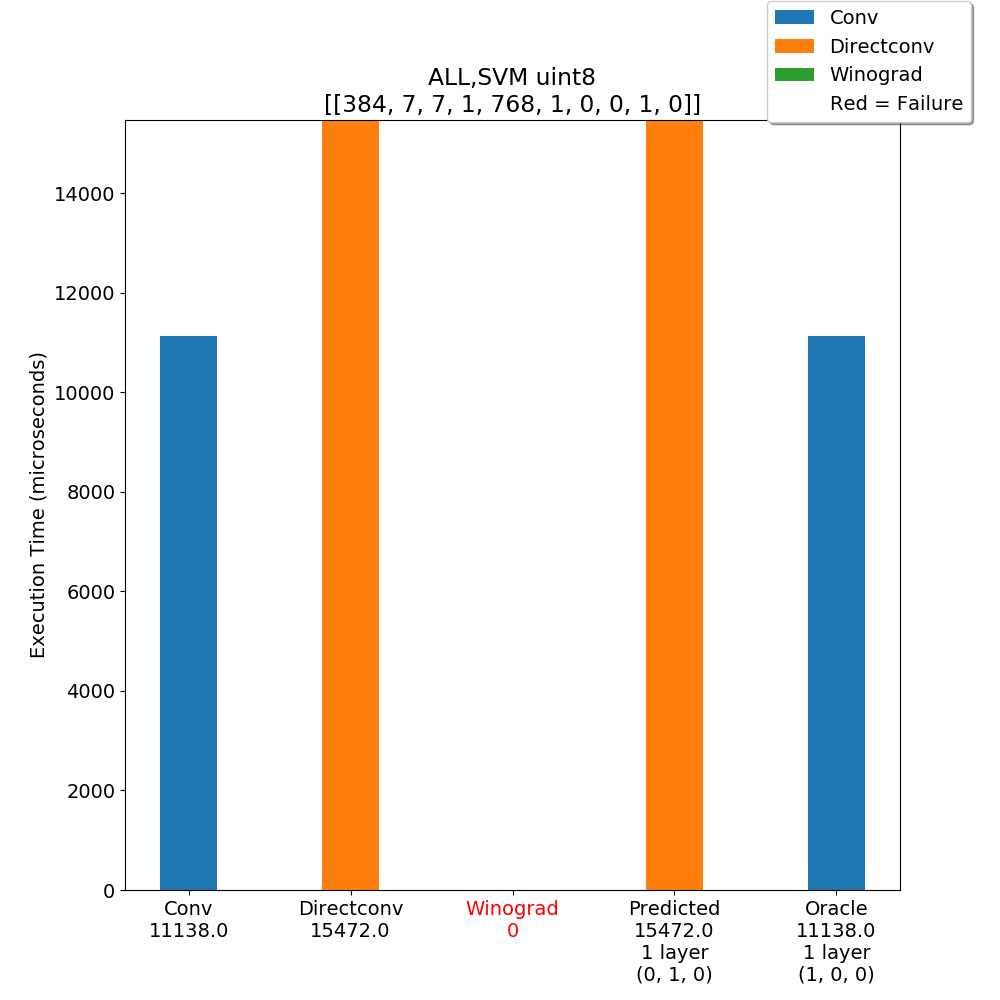 Conv
Directconv
Winograd
Red = Failure
ALL,SVM uint8
[[384, 7, 7, 1, 768, 1, 0, 0, 1, 0]]
Execution Time (microseconds)
14000
12000
10000
8000
6000
4000
2000
0
Conv
11138.0
Directconv
15472.0
Winograd
0
Predicted
15472.0
1 layer
(0, 1, 0)
Oracle
11138.0
1 layer
(1, 0, 0)